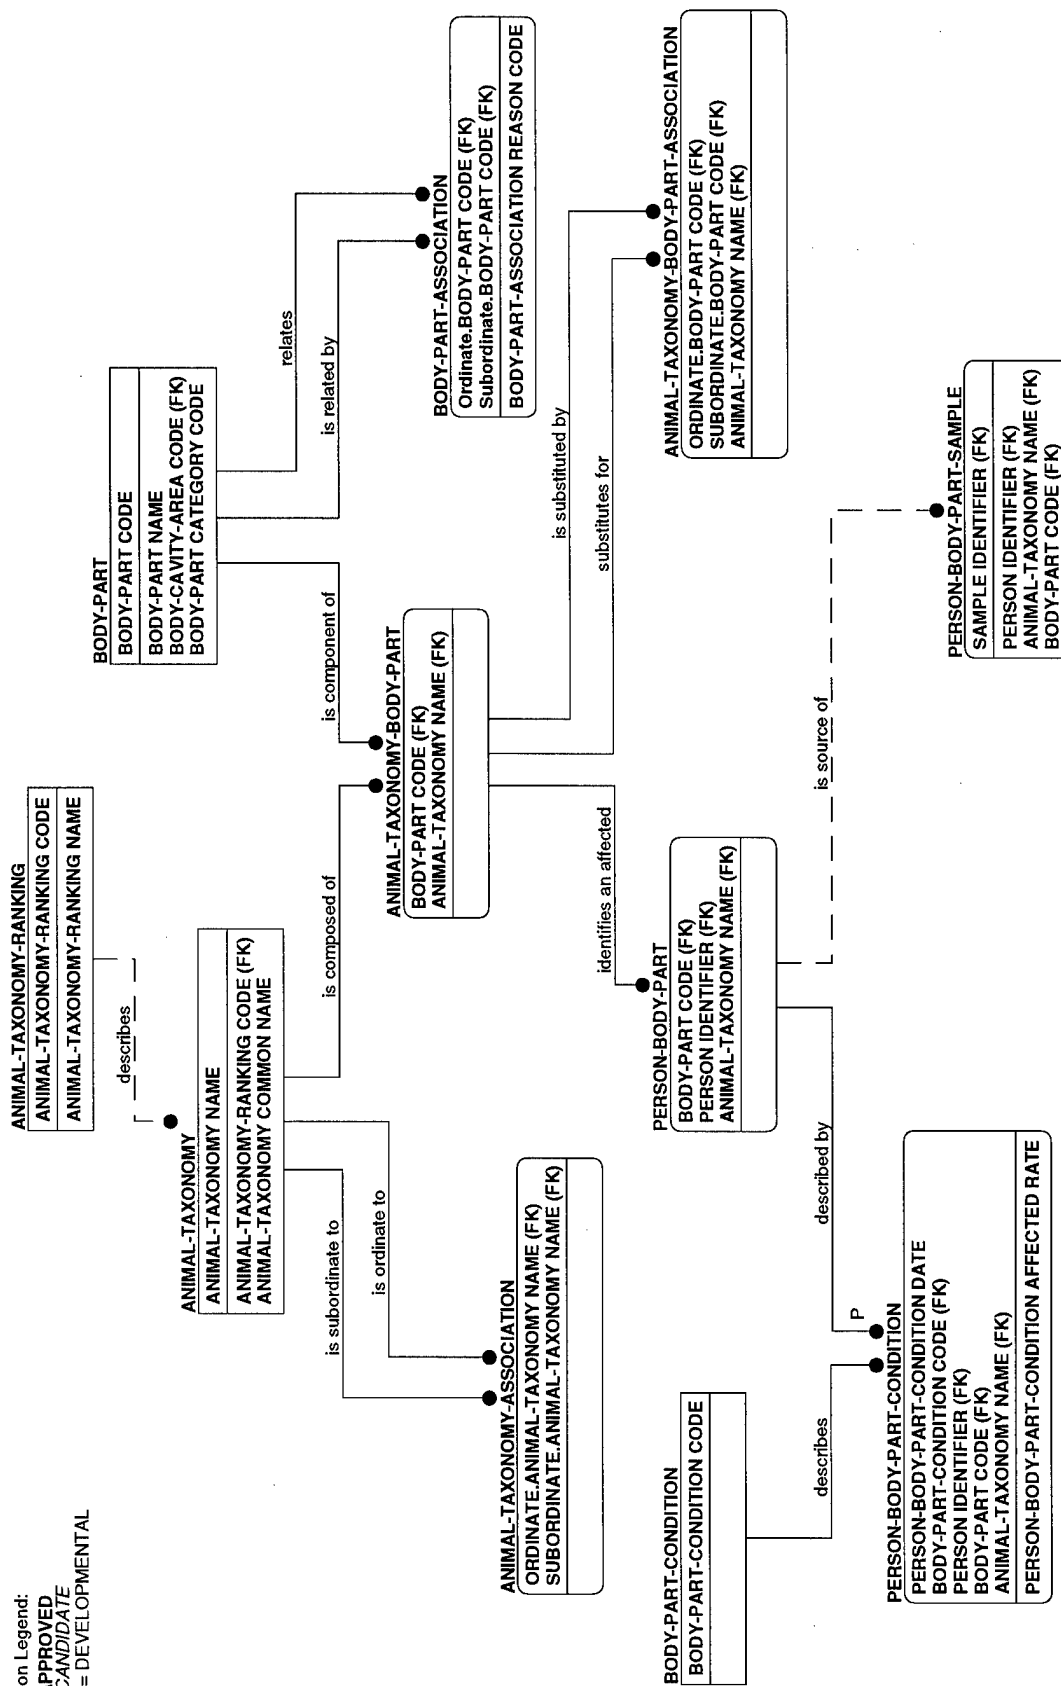 on Legend:
APPROVED
CANDIDATE
= DEVELOPMENTAL
ANIMAL-TAXONOMY-RANKING
ANIMAL-TAXONOMY-RANKING CODE
ANIMAL-TAXONOMY-RANKING NAME
describes
ANIMAL-TAXONOMY
ANIMAL-TAXONOMY NAME
ANIMAL-TAXONOMY-RANKING CODE (FK)
ANIMAL-TAXONOMY COMMON NAME
is subordinate to
is ordinate to
is composed of
BODY-PART
BODY-PART CODE
BODY-PART NAME
BODY-CAVITY-AREA CODE (FK)
BODY-PART CATEGORY CODE
is component of
is related by
relates
ANIMAL-TAXONOMY-BODY-PART
BODY-PART CODE (FK)
ANIMAL-TAXONOMY NAME (FK)
BODY-PART-ASSOCIATION
Ordinate.BODY-PART CODE (FK)
Subordinate.BODY-PART CODE (FK)
BODY-PART-ASSOCIATION REASON CODE
ANIMAL-TAXONOMY-ASSOCIATION
ORDINATE.ANIMAL-TAXONOMY NAME (FK)
SUBORDINATE.ANIMAL-TAXONOMY NAME (FK)
is substituted by
substitutes for
identifies an affected
ANIMAL-TAXONOMY-BODY-PART-ASSOCIATION
ORDINATE.BODY-PART CODE (FK)
SUBORDINATE.BODY-PART CODE (FK)
ANIMAL-TAXONOMY NAME (FK)
BODY-PART-CONDITION
BODY-PART-CONDITION CODE
PERSON-BODY-PART
BODY-PART CODE (FK)
PERSON IDENTIFIER (FK)
ANIMAL-TAXONOMY NAME (FK)
describes
described by
is source of
P
PERSON-BODY-PART-CONDITION
PERSON-BODY-PART-CONDITION DATE
BODY-PART-CONDITION CODE (FK)
PERSON IDENTIFIER (FK)
BODY-PART CODE (FK)
ANIMAL-TAXONOMY NAME (FK)
PERSON-BODY-PART-CONDITION AFFECTED RATE
PERSON-BODY-PART-SAMPLE
SAMPLE IDENTIFIER (FK)
PERSON IDENTIFIER (FK)
ANIMAL-TAXONOMY NAME (FK)
BODY-PART CODE (FK)